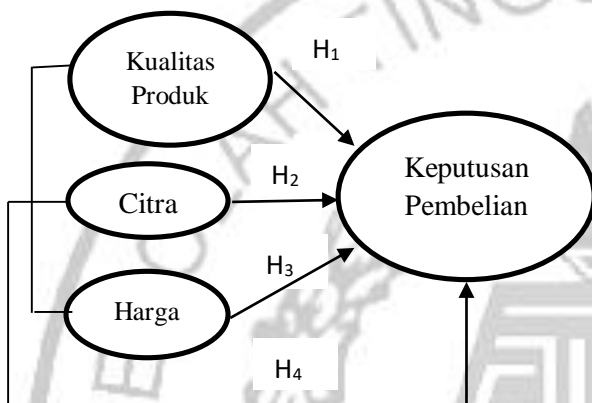 Kualitas
Produk
H₁
Citra
H₂
Harga
H₃
H₄
Keputusan
Pembelian